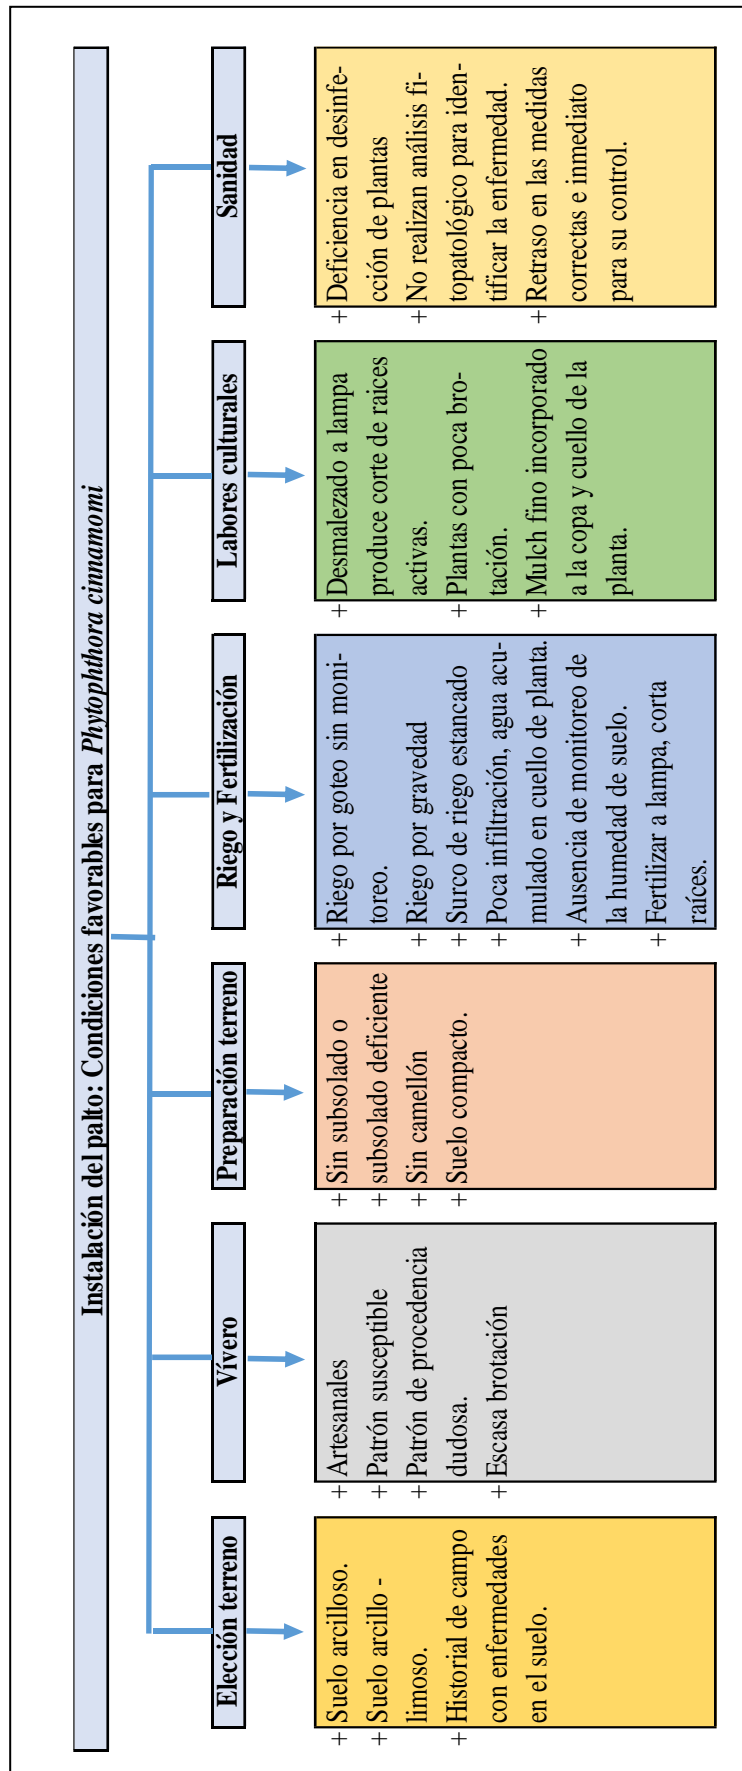 Instalación del palto: Condiciones favorables para Phytophthora cinnamomi
Elección terreno
+ Suelo arcilloso.
+ Suelo arcillo -
limoso.
+ Historial de campo
con enfermedades
en el suelo.
Vívero
+ Artesanales
+ Patrón susceptible
+ Patrón de procedencia
dudosa.
+ Escasa brotación
Preparación terreno
+ Sin subsolado o
+ subsolado deficiente
+ Sin camellón
+ Suelo compacto.
Riego y Fertilización
+ Riego por goteo sin moni-
toreo.
+ Riego por gravedad
+ Surco de riego estancado
+ Poca infiltración, agua acu-
mulado en cuello de planta.
+ Ausencia de monitoreo de
la humedad de suelo.
+ Fertilizar a lampa, corta
raíces.
Labores culturales
+ Desmalezado a lampa
produce corte de raices
activas.
+ Plantas con poca bro-
tación.
+ Mulch fino incorporado
a la copa y cuello de la
planta.
Sanidad
+ Deficiencia en desinfe-
cción de plantas
+ No realizan análisis fi-
topatológico para iden-
tificar la enfermedad.
+ Retraso en las medidas
correctas e inmediato
para su control.